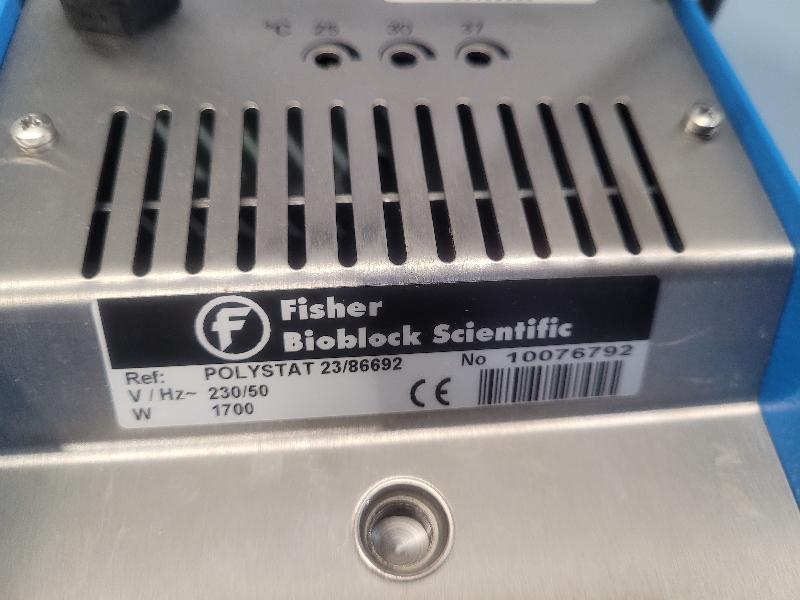 °C 25 30 37
f Fisher
Bioblock Scientific
Ref: POLYSTAT 23/86692 No 10076792
V / Hz~ 230/50
W 1700 CE